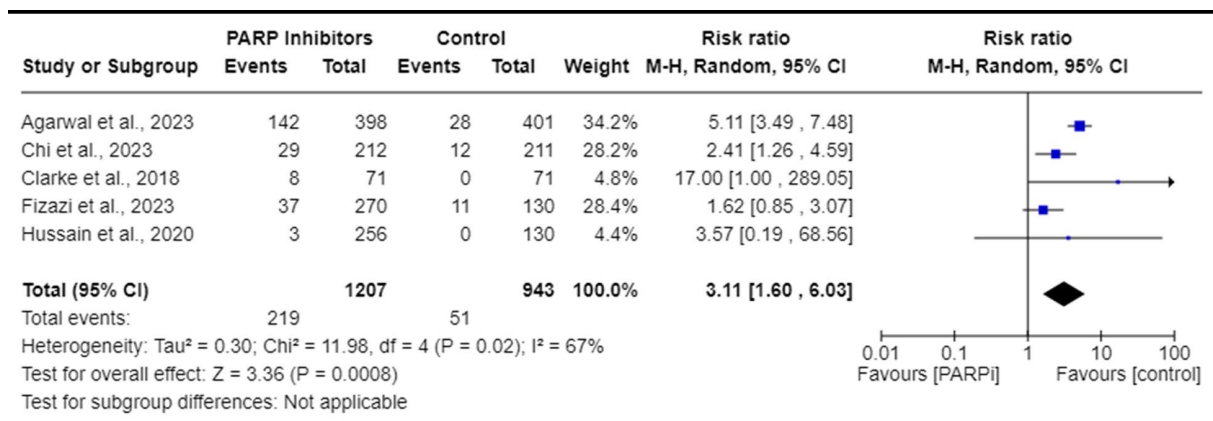 PARP Inhibitors Control Risk ratio Risk ratio
Study or Subgroup Events Total Events Total Weight M-H, Random, 95% CI M-H, Random, 95% CI
Agarwal et al., 2023 142 398 28 401 34.2% 5.11 [3.49 , 7.48]
Chi et al., 2023 29 212 12 211 28.2% 2.41 [1.26 , 4.59]
Clarke et al., 2018 8 71 0 71 4.8% 17.00 [1.00 , 289.05]
Fizazi et al., 2023 37 270 11 130 28.4% 1.62 [0.85 , 3.07]
Hussain et al., 2020 3 256 0 130 4.4% 3.57 [0.19 , 68.56]
Total (95% CI) 1207 943 100.0% 3.11 [1.60 , 6.03]
Total events: 219 51
Heterogeneity: Tau² = 0.30; Chi² = 11.98, df = 4 (P = 0.02); I² = 67%
Test for overall effect: Z = 3.36 (P = 0.0008)
Test for subgroup differences: Not applicable
0.01 0.1 1 10 100
Favours [PARPi] Favours [control]